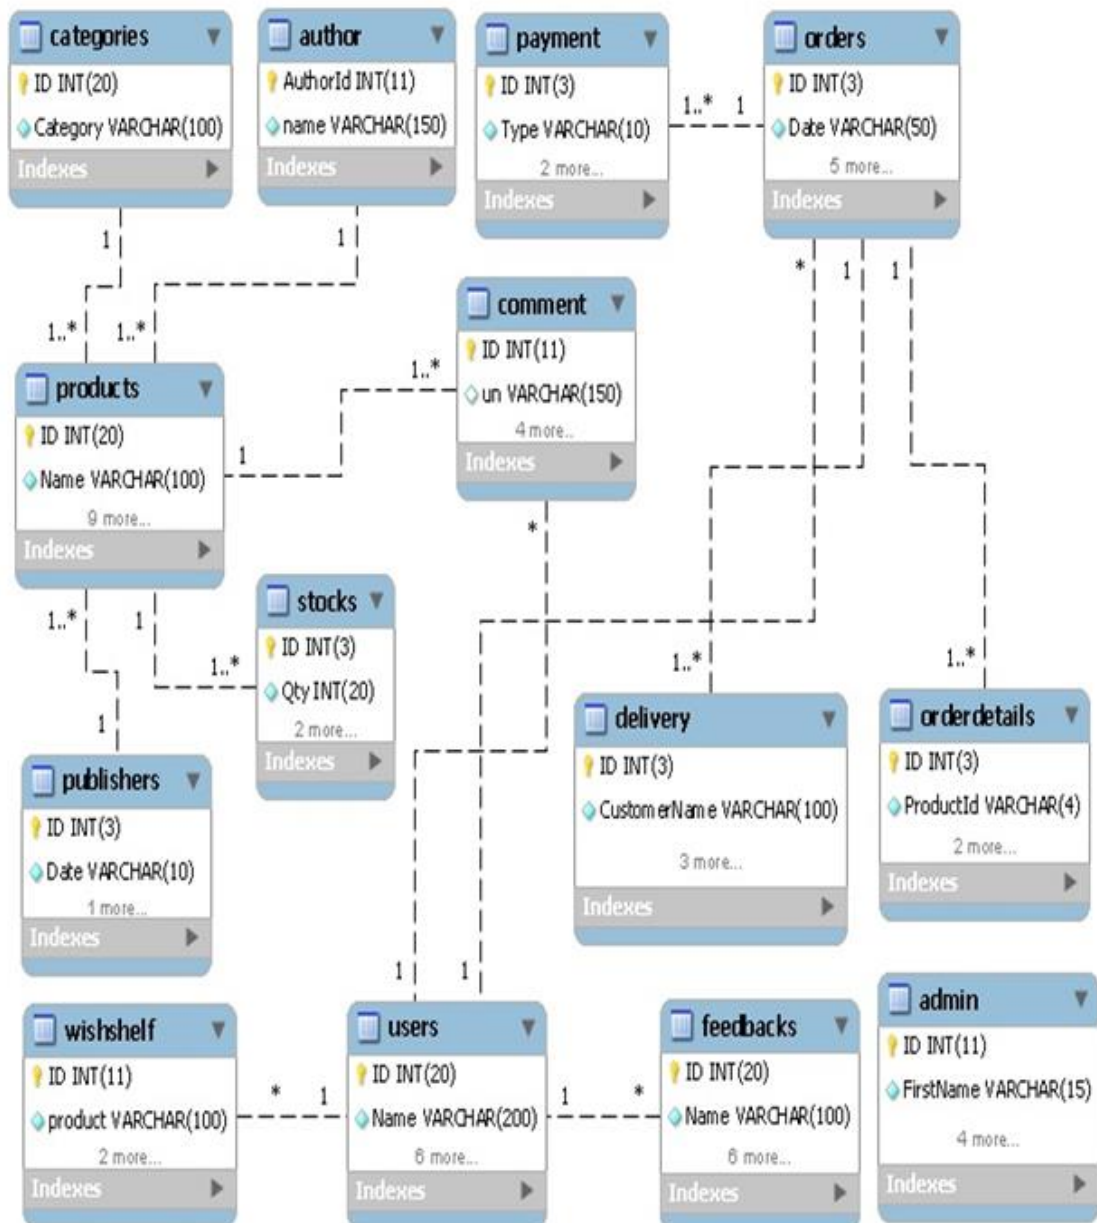 categories
ID INT(20)
Category VARCHAR(100)
Indexes
author
AuthorId INT(11)
name VARCHAR(150)
Indexes
payment
ID INT(3)
Type VARCHAR(10)
2 more...
Indexes
1..*
1
orders
ID INT(3)
Date VARCHAR(50)
5 more...
Indexes
1
1
*
1
1
1..*
1..*
comment
ID INT(11)
un VARCHAR(150)
4 more...
Indexes
1..*
1
*
products
ID INT(20)
Name VARCHAR(100)
9 more...
Indexes
1..*
1
1..*
1
stocks
ID INT(3)
Qty INT(20)
2 more...
Indexes
1..*
1..*
publishers
ID INT(3)
Date VARCHAR(10)
1 more...
Indexes
delivery
ID INT(3)
CustomerName VARCHAR(100)
3 more...
Indexes
orderdetails
ID INT(3)
ProductId VARCHAR(4)
2 more...
Indexes
1
1
wishshelf
ID INT(11)
product VARCHAR(100)
2 more...
Indexes
*
1
users
ID INT(20)
Name VARCHAR(200)
6 more...
Indexes
1
*
feedbacks
ID INT(20)
Name VARCHAR(100)
6 more...
Indexes
admin
ID INT(11)
FirstName VARCHAR(15)
4 more...
Indexes